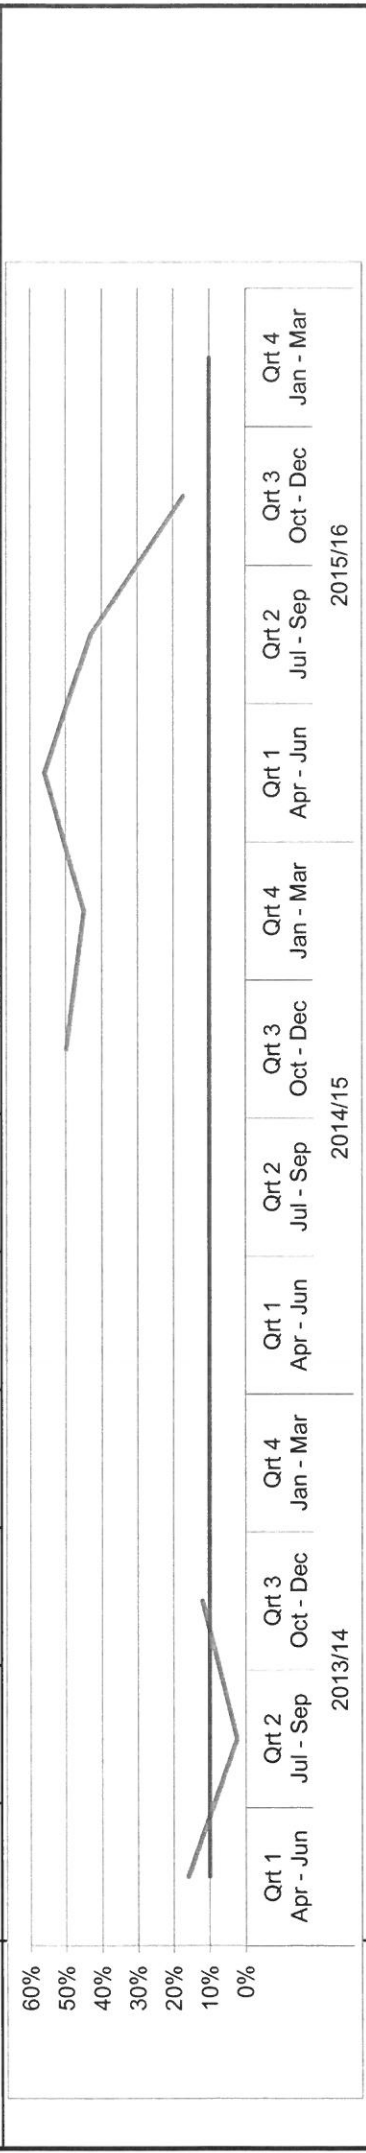 60%
50%
40%
30%
20%
10%
0%
Qrt 1 Qrt 2 Qrt 3 Qrt 4 Qrt 1 Qrt 2 Qrt 3 Qrt 4 Qrt 1 Qrt 2 Qrt 3 Qrt 4
Apr - Jun Jul - Sep Oct - Dec Jan - Mar Apr - Jun Jul - Sep Oct - Dec Jan - Mar Apr - Jun Jul - Sep Oct - Dec Jan - Mar
2013/14 2014/15 2015/16